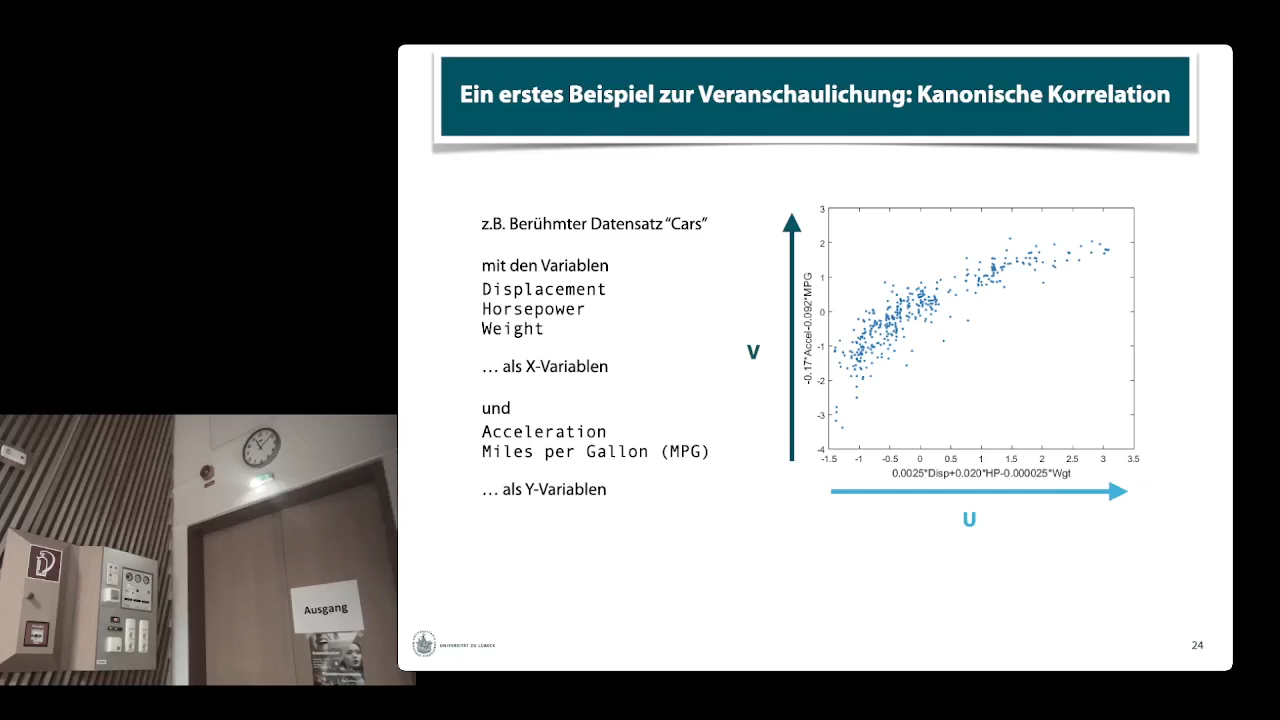 Ein erstes Beispiel zur Veranschaulichung: Kanonische Korrelation
z.B. Berühmter Datensatz “Cars”
mit den Variablen
Displacement
Horsepower
Weight
… als X-Variablen
und
Acceleration
Miles per Gallon (MPG)
… als Y-Variablen
V
-0.17*Accel-0.092*MPG
3
2
1
0
-1
-2
-3
-4
-1.5 -1 -0.5 0 0.5 1 1.5 2 2.5 3 3.5
0.0025*Disp+0.020*HP-0.000025*Wgt
U
UNIVERSITÄT ZU LÜBECK
24
Ausgang